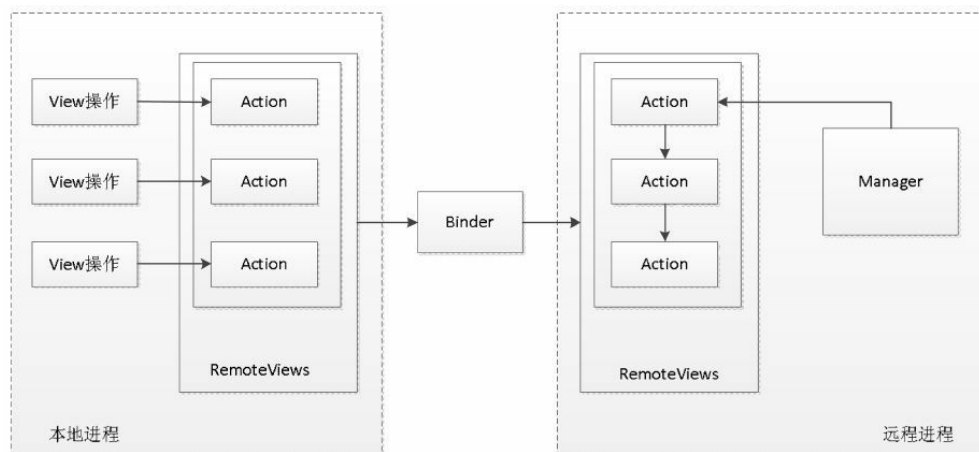 View操作
Action
Action
View操作
Action
Action
Manager
Binder
View操作
Action
Action
RemoteViews
RemoteViews
本地进程
远程进程